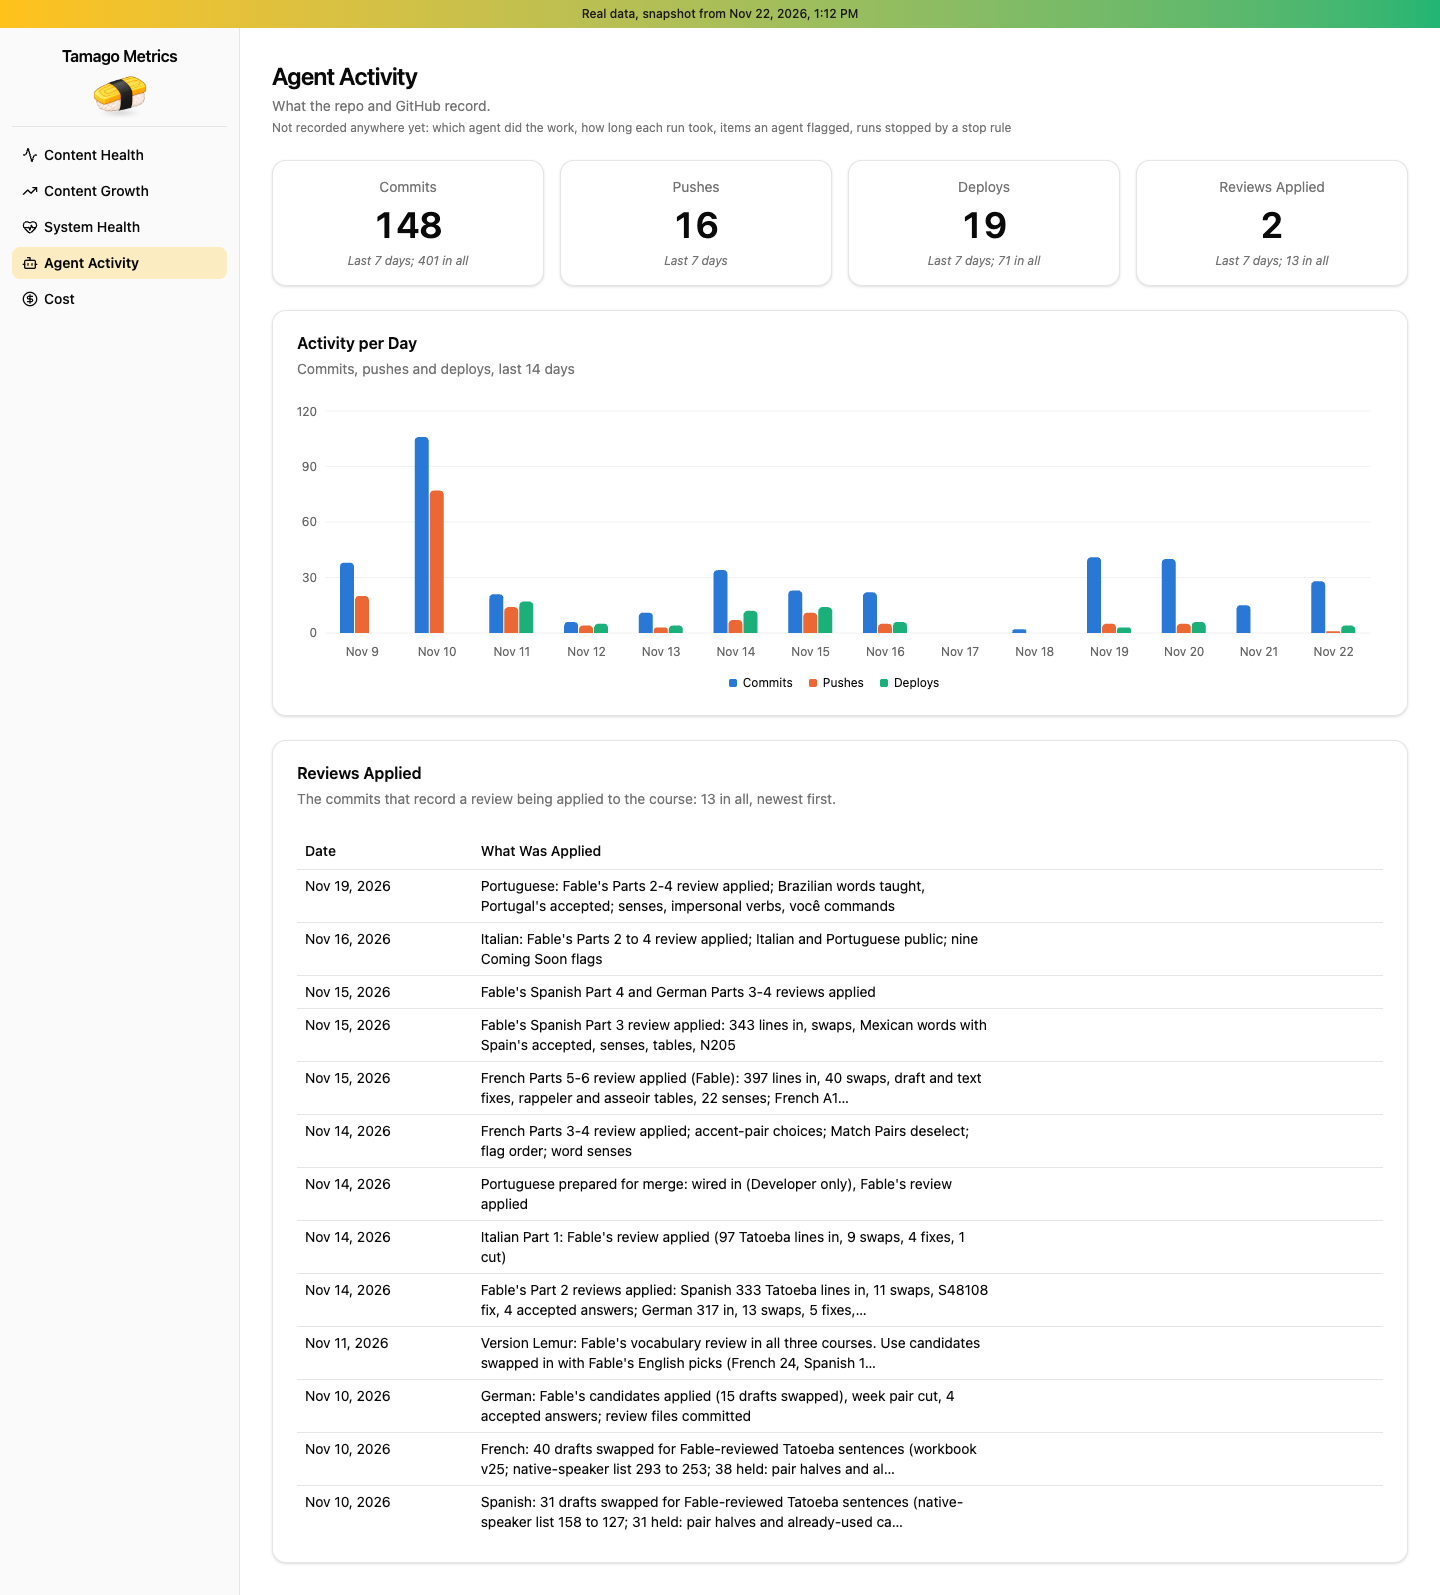 Real data, snapshot from Nov 22, 2026, 1:12 PM
Tamago Metrics
Content Health
Content Growth
System Health
Agent Activity
Cost
Agent Activity
What the repo and GitHub record.
Not recorded anywhere yet: which agent did the work, how long each run took, items an agent flagged, runs stopped by a stop rule
Commits
148
Last 7 days; 401 in all
Pushes
16
Last 7 days
Deploys
19
Last 7 days; 71 in all
Reviews Applied
2
Last 7 days; 13 in all
Activity per Day
Commits, pushes and deploys, last 14 days
120
90
60
30
0
Nov 9 Nov 10 Nov 11 Nov 12 Nov 13 Nov 14 Nov 15 Nov 16 Nov 17 Nov 18 Nov 19 Nov 20 Nov 21 Nov 22
Commits Pushes Deploys
Reviews Applied
The commits that record a review being applied to the course: 13 in all, newest first.
Date What Was Applied
Nov 19, 2026 Portuguese: Fable's Parts 2-4 review applied; Brazilian words taught,
Portugal's accepted; senses, impersonal verbs, você commands
Nov 16, 2026 Italian: Fable's Parts 2 to 4 review applied; Italian and Portuguese public; nine
Coming Soon flags
Nov 15, 2026 Fable's Spanish Part 4 and German Parts 3-4 reviews applied
Nov 15, 2026 Fable's Spanish Part 3 review applied: 343 lines in, swaps, Mexican words with
Spain's accepted, senses, tables, N205
Nov 15, 2026 French Parts 5-6 review applied (Fable): 397 lines in, 40 swaps, draft and text
fixes, rappeler and asseoir tables, 22 senses; French A1...
Nov 14, 2026 French Parts 3-4 review applied; accent-pair choices; Match Pairs deselect;
flag order; word senses
Nov 14, 2026 Portuguese prepared for merge: wired in (Developer only), Fable's review
applied
Nov 14, 2026 Italian Part 1: Fable's review applied (97 Tatoeba lines in, 9 swaps, 4 fixes, 1
cut)
Nov 14, 2026 Fable's Part 2 reviews applied: Spanish 333 Tatoeba lines in, 11 swaps, S48108
fix, 4 accepted answers; German 317 in, 13 swaps, 5 fixes,...
Nov 11, 2026 Version Lemur: Fable's vocabulary review in all three courses. Use candidates
swapped in with Fable's English picks (French 24, Spanish 1...
Nov 10, 2026 German: Fable's candidates applied (15 drafts swapped), week pair cut, 4
accepted answers; review files committed
Nov 10, 2026 French: 40 drafts swapped for Fable-reviewed Tatoeba sentences (workbook
v25; native-speaker list 293 to 253; 38 held: pair halves and al...
Nov 10, 2026 Spanish: 31 drafts swapped for Fable-reviewed Tatoeba sentences (native-
speaker list 158 to 127; 31 held: pair halves and already-used ca...